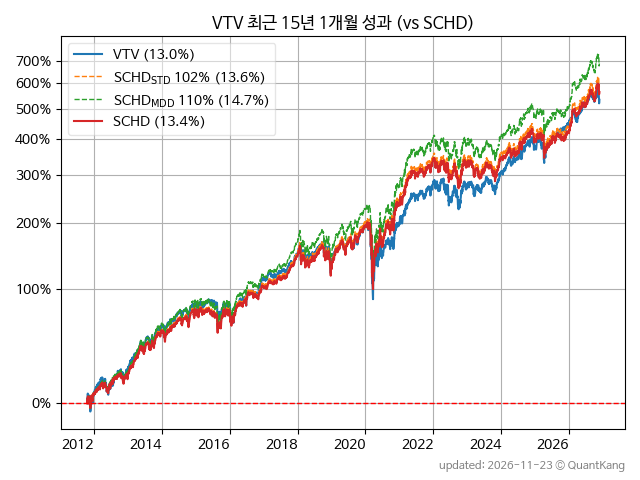 VTV 최근 15년 1개월 성과 (vs SCHD)
VTV (13.0%)
SCHD_STD 102% (13.6%)
SCHD_MDD 110% (14.7%)
SCHD (13.4%)
700%
600%
500%
400%
300%
200%
100%
0%
2012 2014 2016 2018 2020 2022 2024 2026
updated: 2026-11-23 © QuantKang